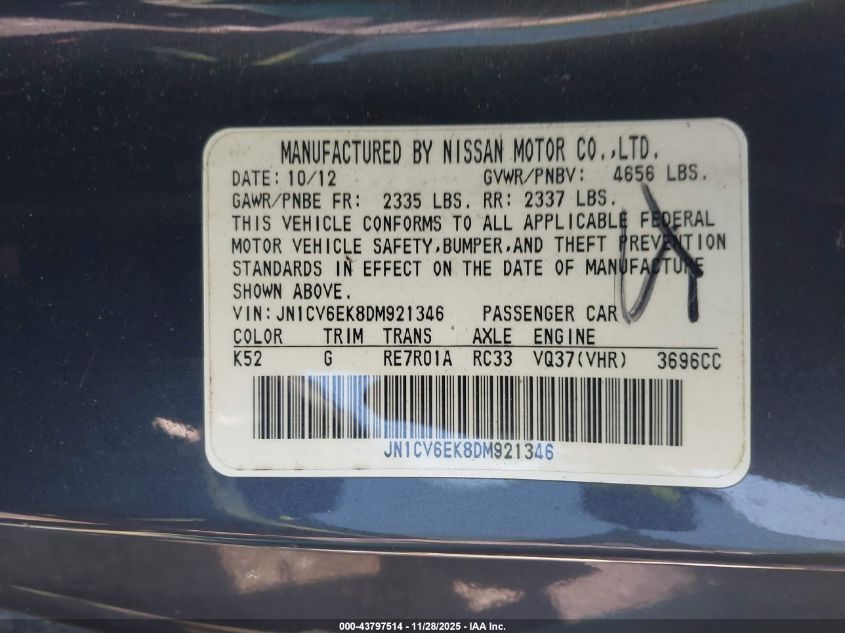 MANUFACTURED BY NISSAN MOTOR CO.,LTD.
DATE: 10/12 GVWR/PNBV: 4656 LBS.
GAWR/PNBE FR: 2335 LBS. RR: 2337 LBS.
THIS VEHICLE CONFORMS TO ALL APPLICABLE FEDERAL
MOTOR VEHICLE SAFETY,BUMPER,AND THEFT PREVENTION
STANDARDS IN EFFECT ON THE DATE OF MANUFACTURE
SHOWN ABOVE.
VIN: JN1CV6EK8DM921346 PASSENGER CAR
COLOR TRIM TRANS AXLE ENGINE
K52 G RE7R01A RC33 VQ37(VHR) 3696CC
JN1CV6EK8DM921346
000-43797514 - 11/28/2025 - IAA Inc.